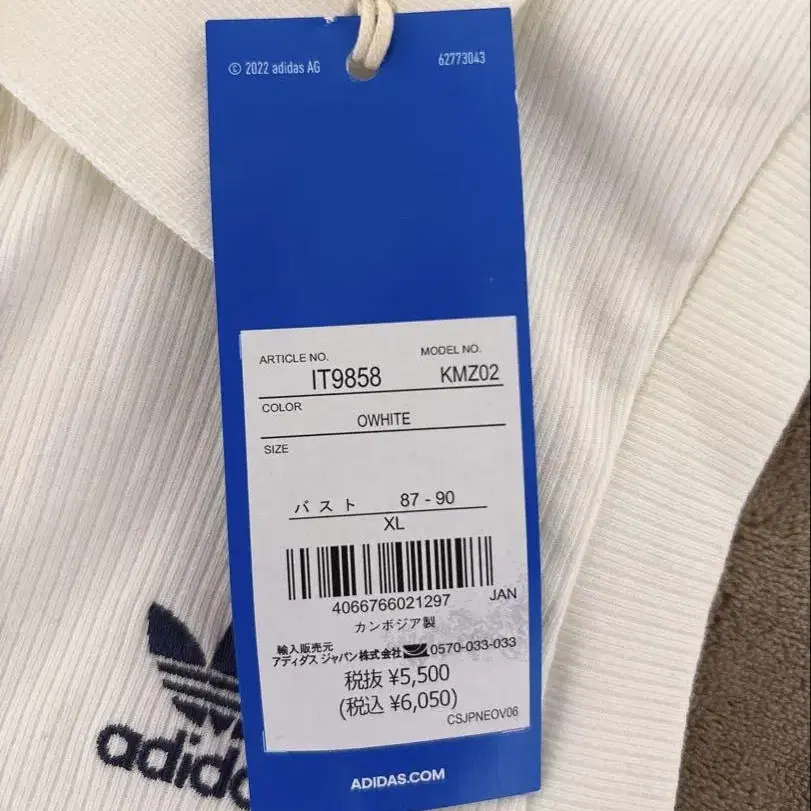 © 2022 adidas AG
62773043
ARTICLE NO.
MODEL NO.
IT9858
KMZ02
COLOR
OWHITE
SIZE
バスト 87 - 90
XL
4066766021297 JAN
カンボジア製
輸入販売元
アディダス ジャパン株式会社 0570-033-033
税抜 ¥5,500
(税込 ¥6,050)
CSJPNEOV06
ADIDAS.COM
adidas